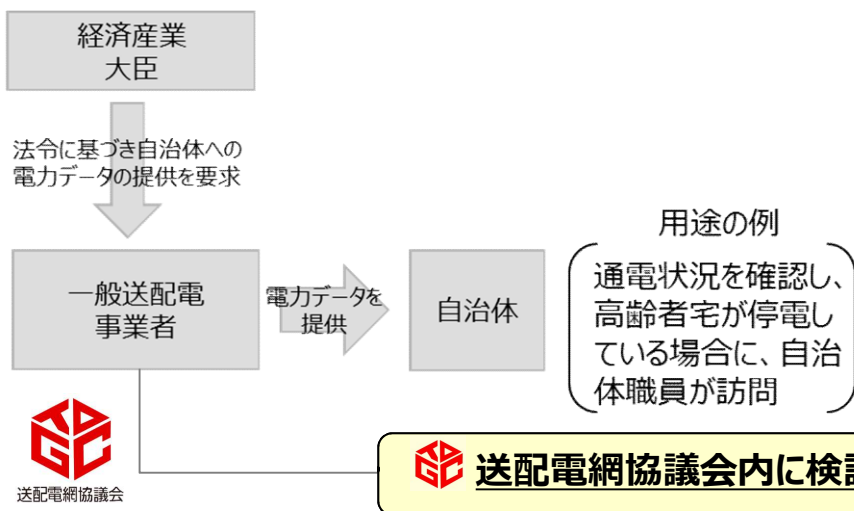 経済産業
大臣
法令に基づき自治体への
電力データの提供を要求
一般送配電
事業者
電力データを
提供
自治体
用途の例
通電状況を確認し、
高齢者宅が停電し
ている場合に、自治
体職員が訪問
TDGC
送配電網協議会
TDGC
送配電網協議会内に検討